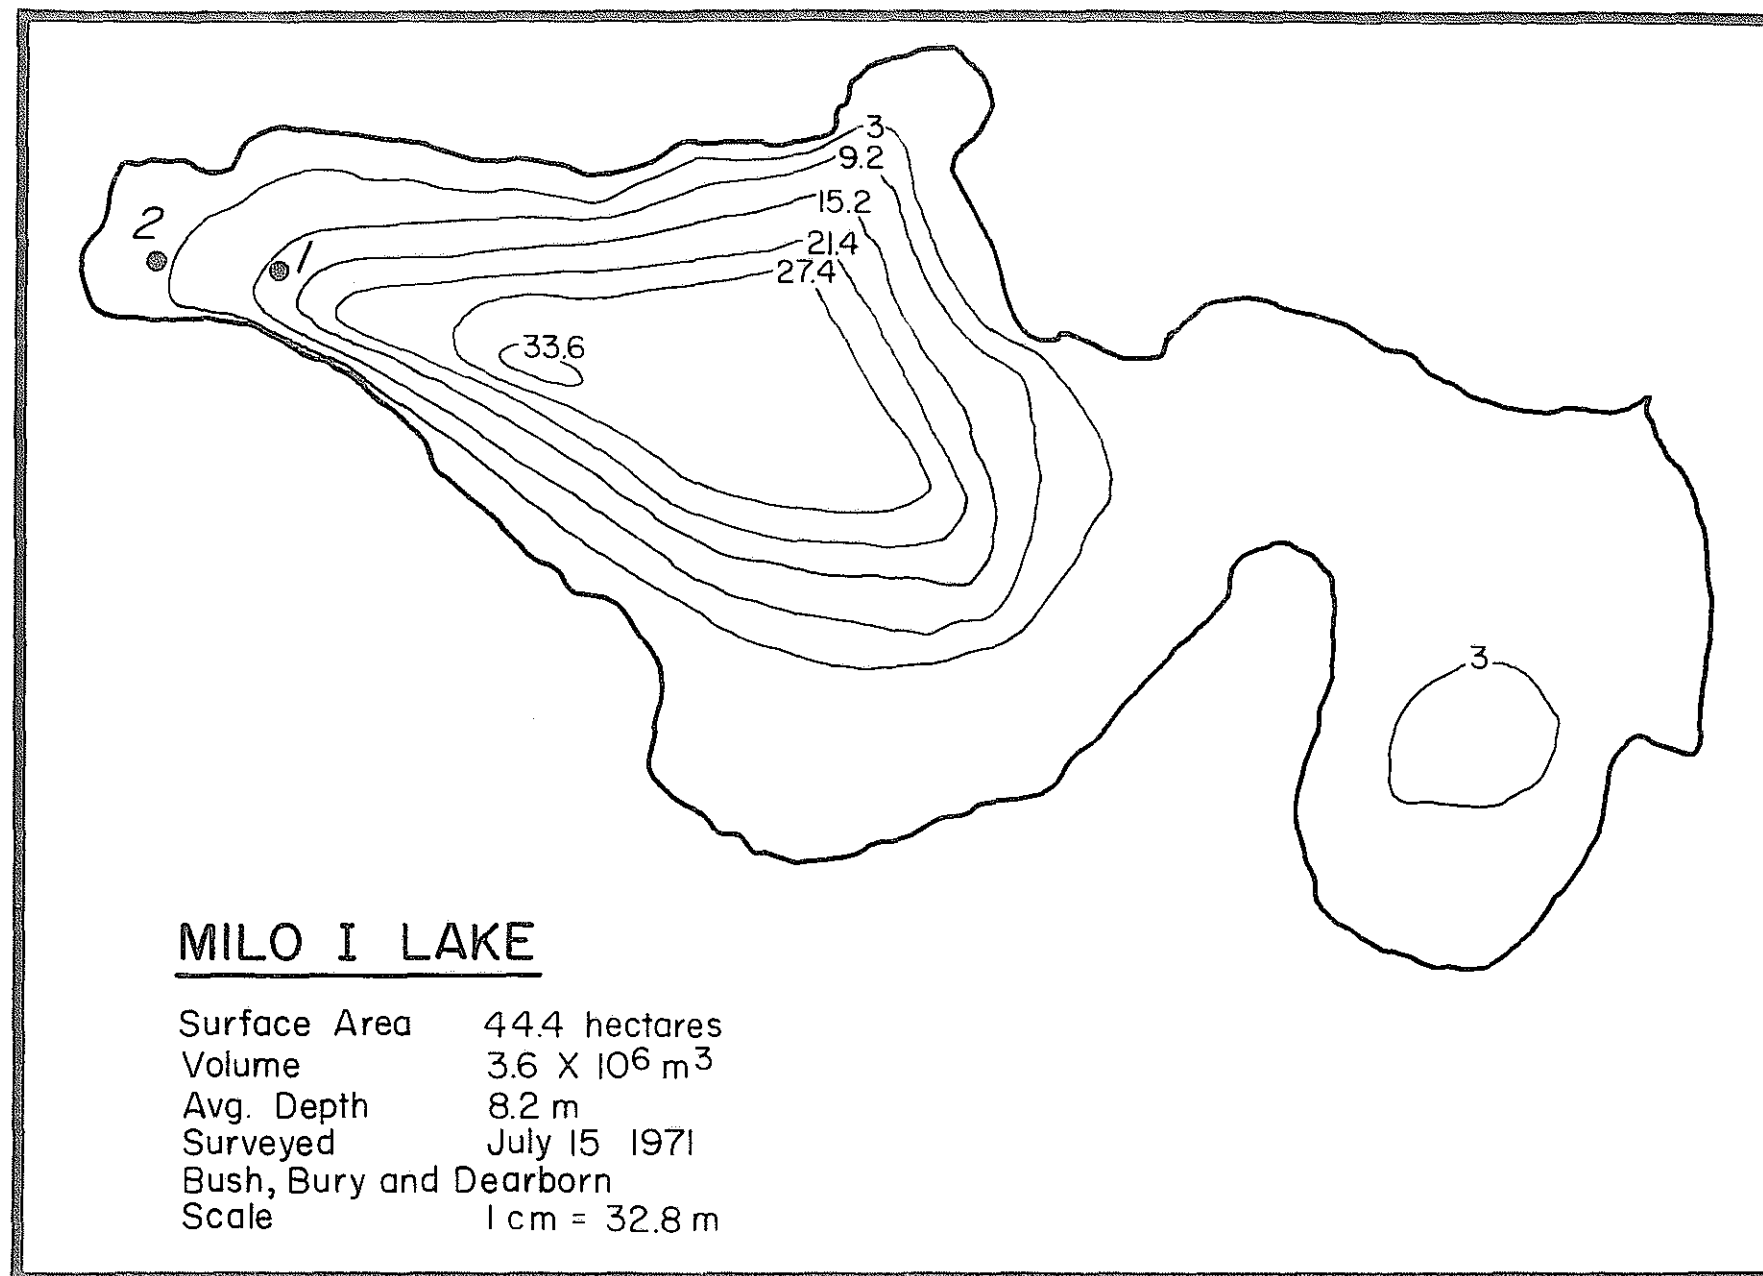 3
9.2
15.2
2
21.4
1
27.4
33.6
3
MILO I LAKE
Surface Area 44.4 hectares
Volume 3.6 X 10⁶ m³
Avg. Depth 8.2 m
Surveyed July 15 1971
Bush, Bury and Dearborn
Scale 1 cm = 32.8 m